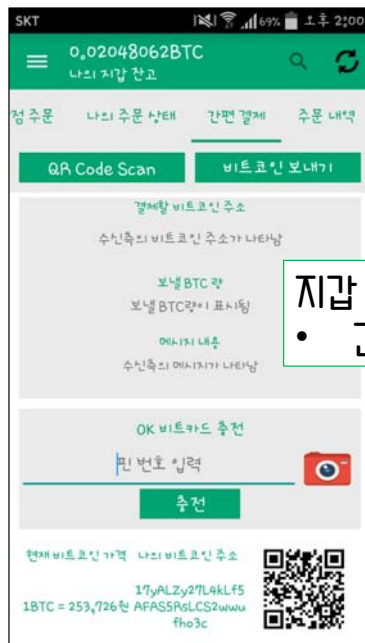 SKT 69% 오후 2:00
0.02048062BTC
나의 지갑 잔고
점 주문 나의 주문 상태 간편 결제 주문 내역
QR Code Scan 비트코인 보내기
결제할 비트코인 주소
수신측의 비트코인 주소가 나타남
보낼 BTC 량
보낼 BTC량이 표시됨
메시지 내용
수신측의 메시지가 나타남
지갑
•
OK 비트카드 충전
핀 번호 입력
충전
현재 비트코인 가격 나의 비트코인 주소
1BTC = 253,726원
17yALZy27L4kLf5
AFAS5RsLCS2wwu
fho3c